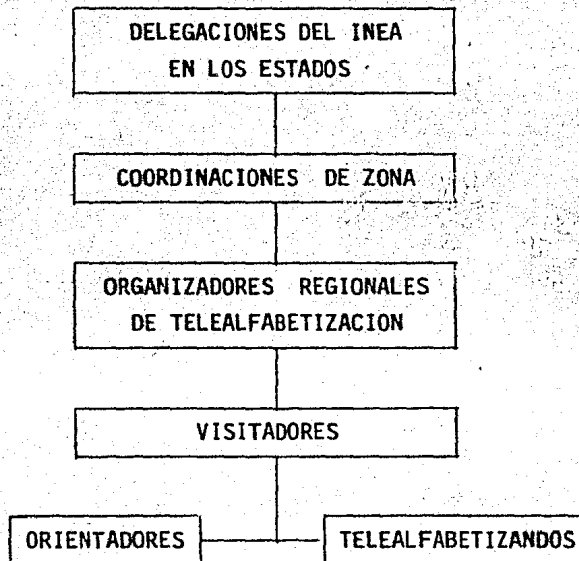 DELEGACIONES DEL INEA
EN LOS ESTADOS
COORDINACIONES DE ZONA
ORGANIZADORES REGIONALES
DE TELEALFABETIZACION
VISITADORES
ORIENTADORES
TELEALFABETIZANDOS